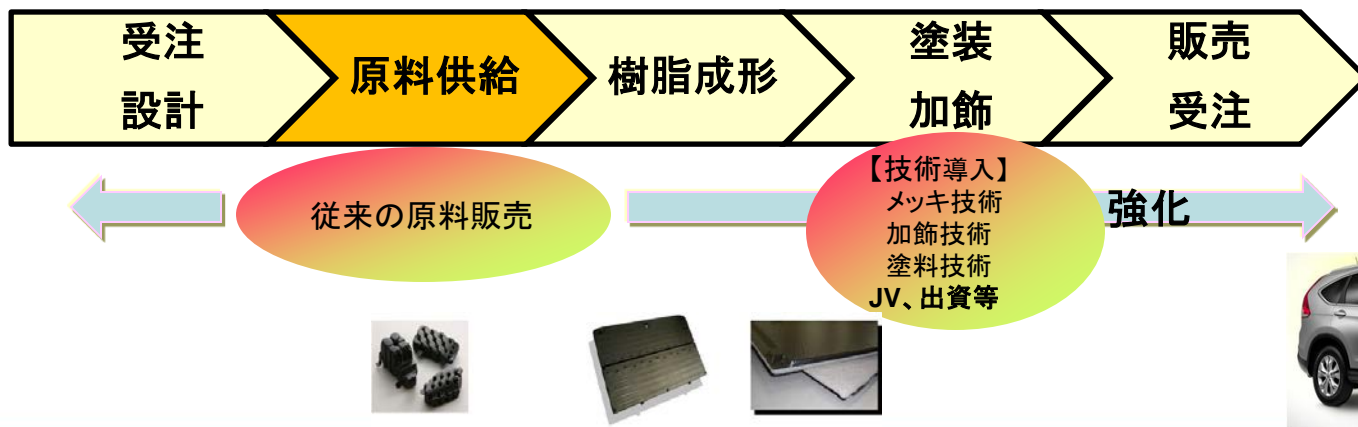 受注
設計
原料供給
樹脂成形
塗装
加飾
販売
受注
従来の原料販売
【技術導入】
メッキ技術
加飾技術
塗料技術
JV、出資等
強化